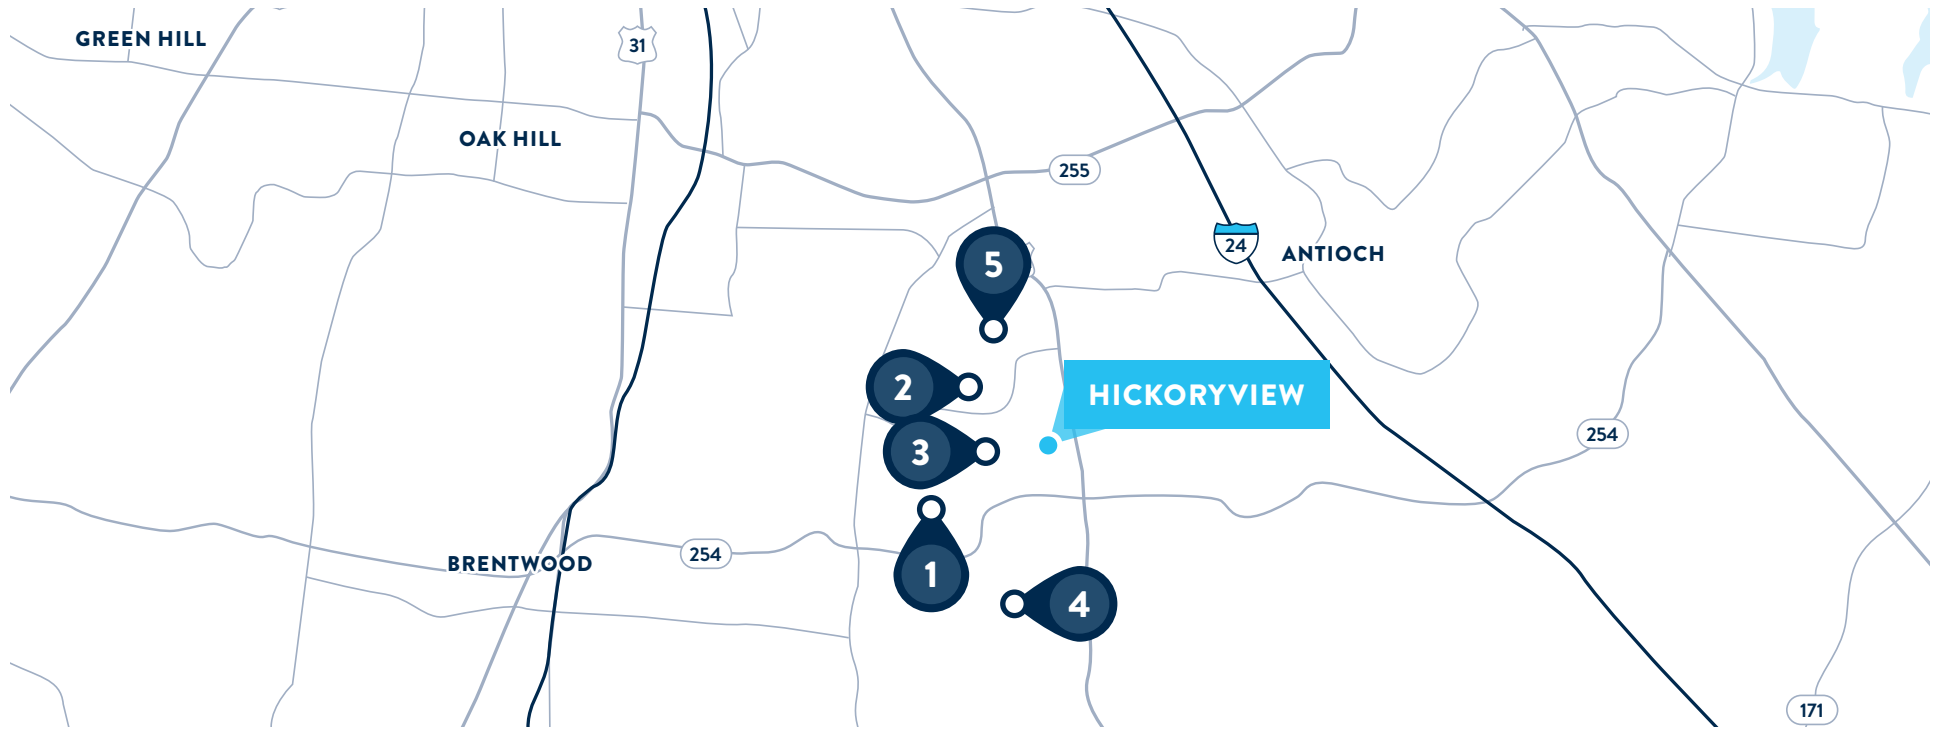 GREEN HILL
31
OAK HILL
255
24
ANTIOCH
5
2
HICKORYVIEW
3
254
BRENTWOOD
254
1
4
171